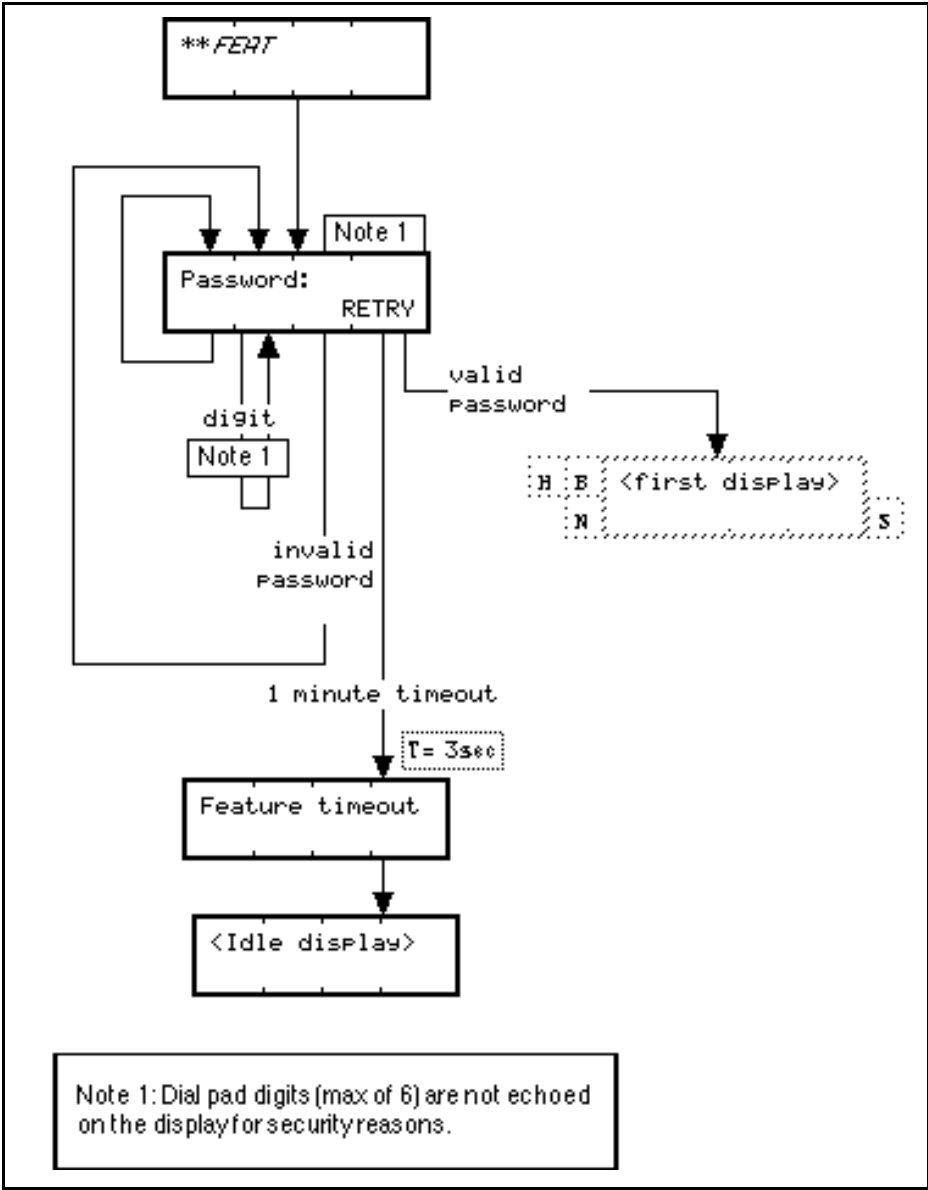 **FEAT
Note 1
Password:
RETRY
valid
password
digit
Note 1
H B <first display>
N S
invalid
password
1 minute timeout
T= 3sec
Feature timeout
<Idle display>
Note 1: Dial pad digits (max of 6) are not echoed
on the display for security reasons.